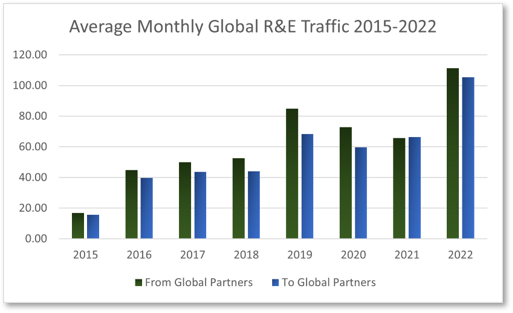 Average Monthly Global R&E Traffic 2015-2022
120.00
100.00
80.00
60.00
40.00
20.00
0.00
2015 2016 2017 2018 2019 2020 2021 2022
From Global Partners To Global Partners